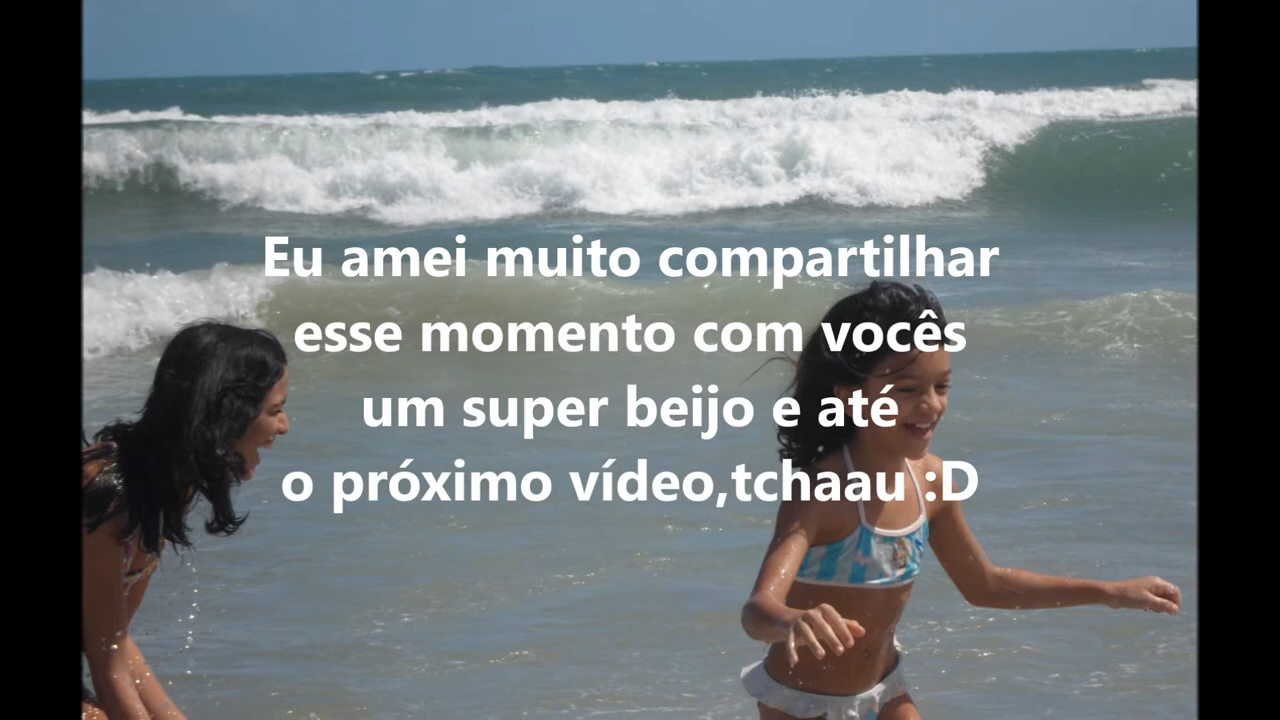 Eu amei muito compartilhar
esse momento com vocês
um super beijo e até
o próximo vídeo,tchaau :D